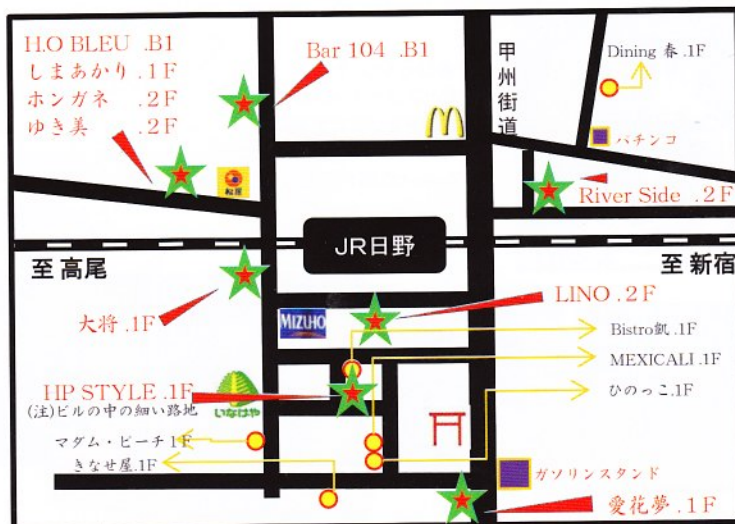 H.O BLEU .B1
しまあかり .1F
ホンガネ .2F
ゆき美 .2F
Bar 104 .B1
甲州街道
Dining 春 .1F
パチンコ
松屋
River Side .2F
JR日野
至 高尾
至 新宿
大将 .1F
MIZUHO
LINO .2F
Bistro凱 .1F
MEXICALI .1F
ひのっこ.1F
HP STYLE .1F
(注)ビルの中の細い路地
いなげや
マダム・ピーチ 1F
きなせ屋.1F
ガソリンスタンド
愛花夢 .1F